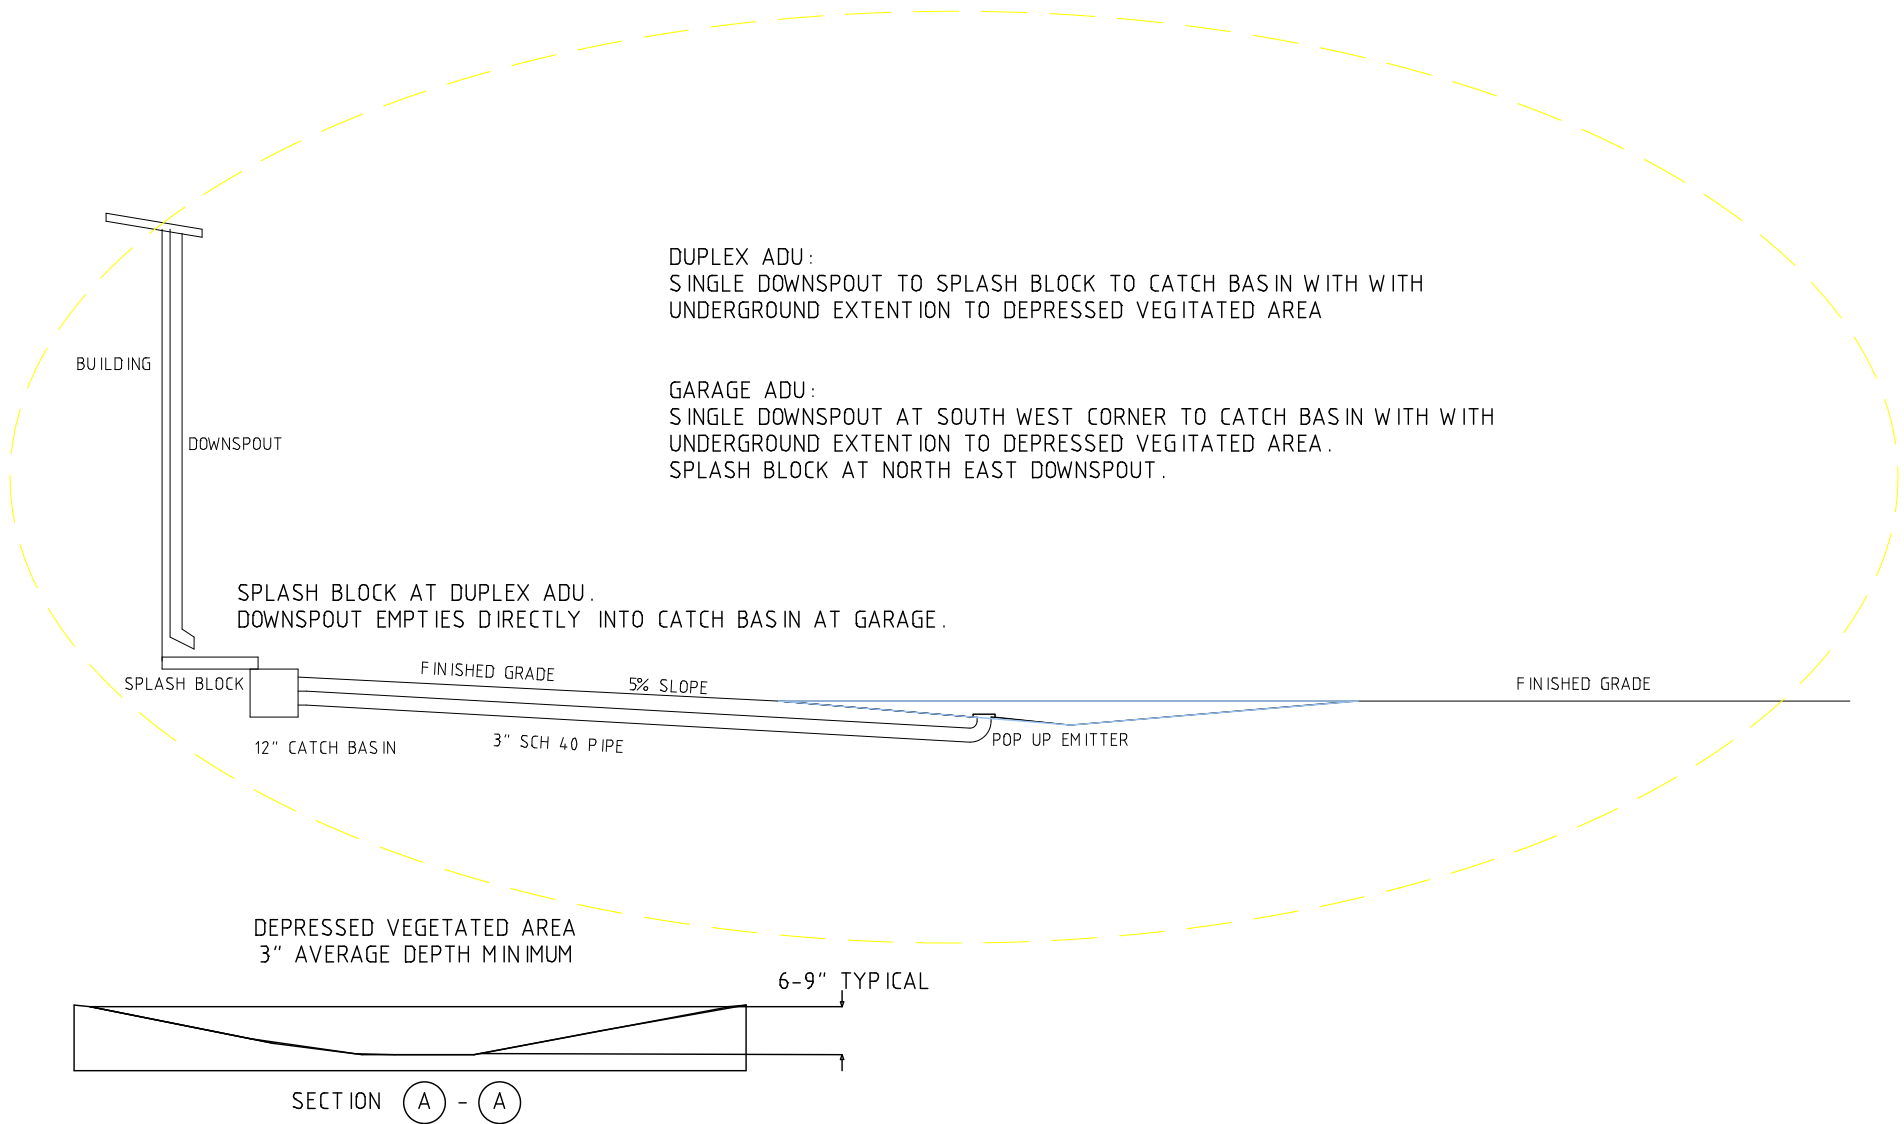 DUPLEX ADU:
SINGLE DOWNSPOUT TO SPLASH BLOCK TO CATCH BASIN WITH WITH
UNDERGROUND EXTENTION TO DEPRESSED VEGITATED AREA
BUILDING
GARAGE ADU:
SINGLE DOWNSPOUT AT SOUTH WEST CORNER TO CATCH BASIN WITH WITH
UNDERGROUND EXTENTION TO DEPRESSED VEGITATED AREA.
SPLASH BLOCK AT NORTH EAST DOWNSPOUT.
DOWNSPOUT
SPLASH BLOCK AT DUPLEX ADU.
DOWNSPOUT EMPTIES DIRECTLY INTO CATCH BASIN AT GARAGE.
SPLASH BLOCK
FINISHED GRADE
5% SLOPE
FINISHED GRADE
12" CATCH BASIN
3" SCH 40 PIPE
POP UP EMITTER
DEPRESSED VEGETATED AREA
3" AVERAGE DEPTH MINIMUM
6-9" TYPICAL
SECTION A - A